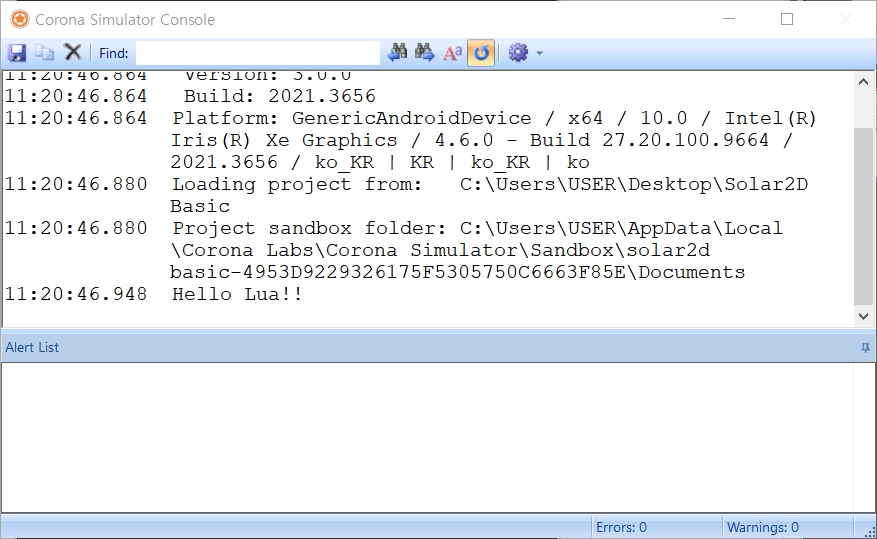 Corona Simulator Console
Find:
11:20:46.864 Version: 3.0.0
11:20:46.864 Build: 2021.3656
11:20:46.864 Platform: GenericAndroidDevice / x64 / 10.0 / Intel(R)
Iris(R) Xe Graphics / 4.6.0 - Build 27.20.100.9664 /
2021.3656 / ko_KR | KR | ko_KR | ko
11:20:46.880 Loading project from: C:\Users\USER\Desktop\Solar2D
Basic
11:20:46.880 Project sandbox folder: C:\Users\USER\AppData\Local
\Corona Labs\Corona Simulator\Sandbox\solar2d
basic-4953D9229326175F5305750C6663F85E\Documents
11:20:46.948 Hello Lua!!
Alert List
Errors: 0 Warnings: 0